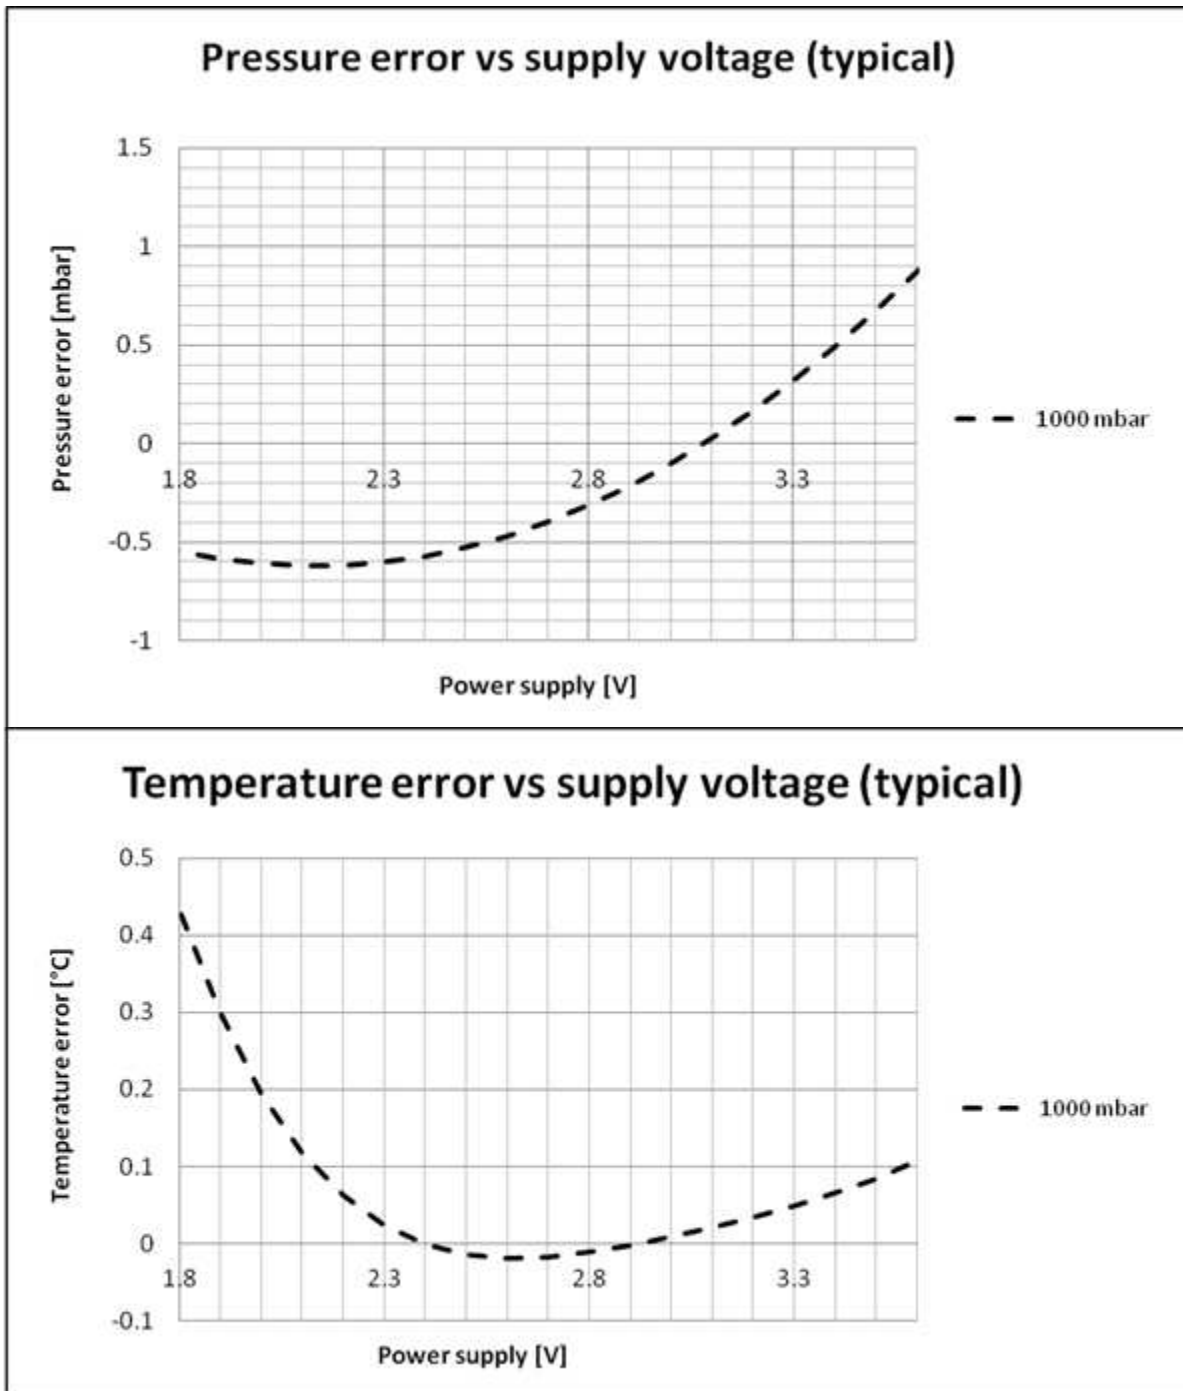 Pressure error vs supply voltage (typical)
1.5
1
0.5
0
-0.5
-1
Pressure error [mbar]
1.8 2.3 2.8 3.3
1000 mbar
Power supply [V]
Temperature error vs supply voltage (typical)
0.5
0.4
0.3
0.2
0.1
0
-0.1
Temperature error [°C]
1.8 2.3 2.8 3.3
1000 mbar
Power supply [V]